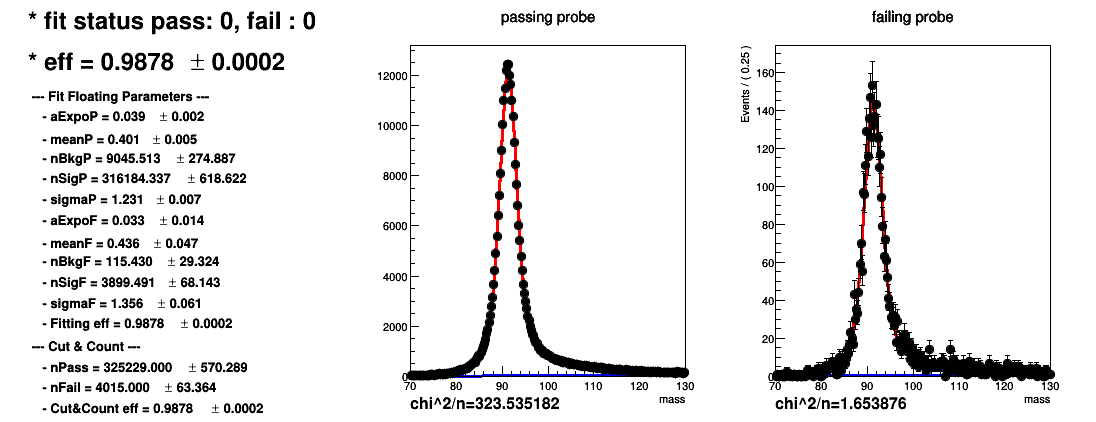 * fit status pass: 0, fail : 0
* eff = 0.9878 ± 0.0002
--- Fit Floating Parameters ---
- aExpoP = 0.039 ± 0.002
- meanP = 0.401 ± 0.005
- nBkgP = 9045.513 ± 274.887
- nSigP = 316184.337 ± 618.622
- sigmaP = 1.231 ± 0.007
- aExpoF = 0.033 ± 0.014
- meanF = 0.436 ± 0.047
- nBkgF = 115.430 ± 29.324
- nSigF = 3899.491 ± 68.143
- sigmaF = 1.356 ± 0.061
- Fitting eff = 0.9878 ± 0.0002
--- Cut & Count ---
- nPass = 325229.000 ± 570.289
- nFail = 4015.000 ± 63.364
- Cut&Count eff = 0.9878 ± 0.0002
passing probe
12000
10000
8000
6000
4000
2000
0
70 80 90 100 110 120 130
mass
chi^2/n=323.535182
failing probe
Events / ( 0.25 )
160
140
120
100
80
60
40
20
0
70 80 90 100 110 120 130
mass
chi^2/n=1.653876